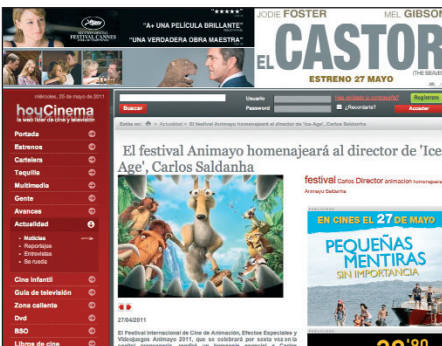 JODIE FOSTER MEL GIBSON
"A+ UNA PELÍCULA BRILLANTE"
"UNA VERDADERA OBRA MAESTRA"
FESTIVAL CANNES
EL CASTOR
(THE BEAVER)
ESTRENO 27 MAYO
miércoles, 25 de mayo de 2011
hoyCinema
la web líder de cine y televisión
Usuario
Password
Buscar
¿Recordarla?
Regístrate
Acceder
Estás en: > Actualidad > El festival Animayo homenajeará al director de 'Ice-Age', Carlos Saldanha
Portada
Estrenos
Cartelera
Taquilla
Multimedia
Gente
Avances
Actualidad
Noticias
Reportajes
Entrevistas
Se rueda
Cine Infantil
Guía de televisión
Zona caliente
Dvd
BSO
Libros de cine
El festival Animayo homenajeará al director de 'Ice
Age', Carlos Saldanha
27/04/2011
El Festival Internacional de Cine de Animación, Efectos Especiales y
Videojuegos Animayo 2011, que se celebrará por sexta vez en la
festival Carlos Director animacion
Animayo Saldanha
EN CINES EL 27 DE MAYO
PEQUEÑAS
MENTIRAS
SIN IMPORTANCIA